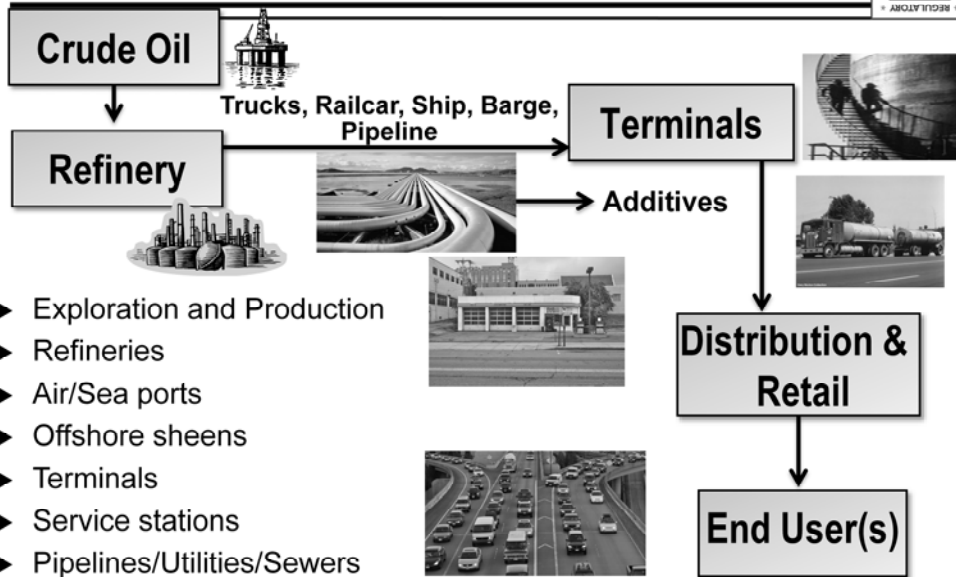 REGULATORY
Crude Oil
Trucks, Railcar, Ship, Barge,
Pipeline
Terminals
Refinery
Additives
► Exploration and Production
► Refineries
► Air/Sea ports
► Offshore sheens
► Terminals
► Service stations
► Pipelines/Utilities/Sewers
Distribution &
Retail
End User(s)